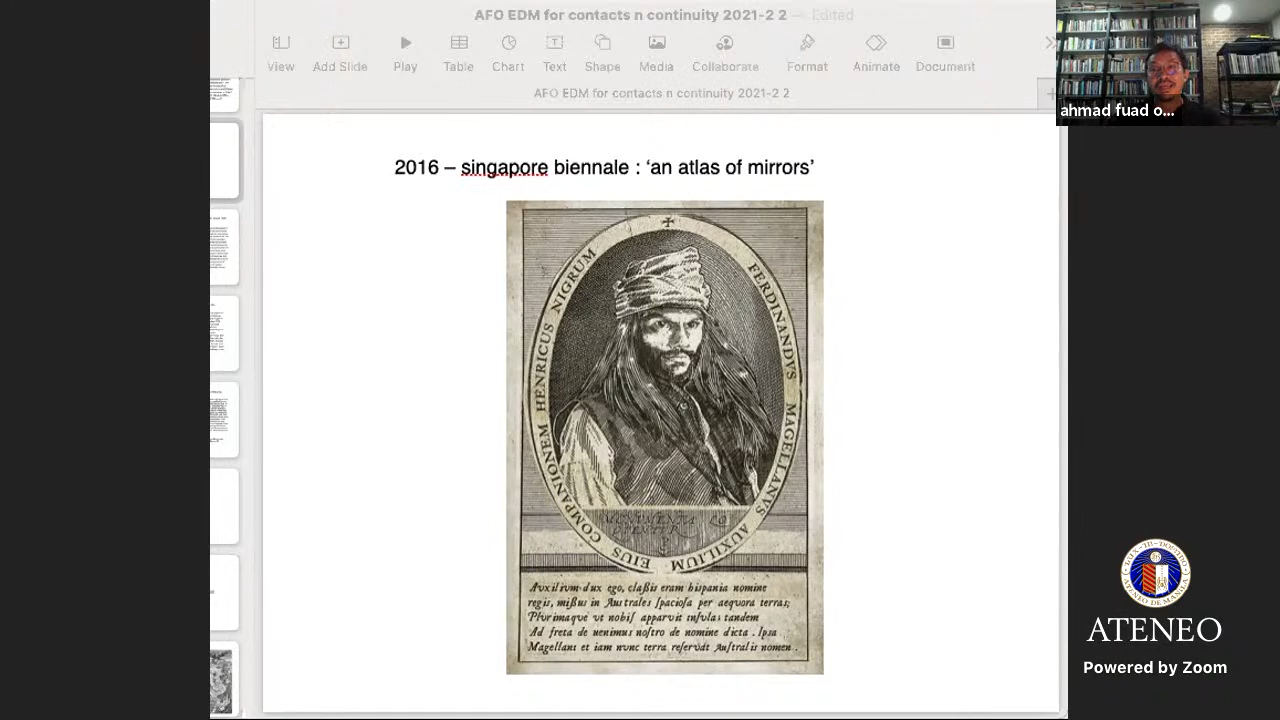 AFO EDM for contacts n continuity 2021-2 2 — Edited
View Add Slide Play Table Chart Text Shape Media Collaborate Format Animate Document
AFO EDM for contacts n continuity 2021-2 2
ahmad fuad o...
2016 – singapore biennale : ‘an atlas of mirrors’
FERDINANDVS MAGELLANVS AUXILIUM EIUS COMPANIONEM HENRICUS NIGRUM
Auxilium dux ego, claßis eram hispania nomine
regis, mißus in Australes ſpacioſa per aequora terras;
Plurimaque ut nobiſ apparvit inſulas tandem
Ad freta de uenimus noſtro de nomine dicta . Ipsa
Magellani et iam nvnc terra reſervat Auſtralis nomen .
ATENEO
Powered by Zoom